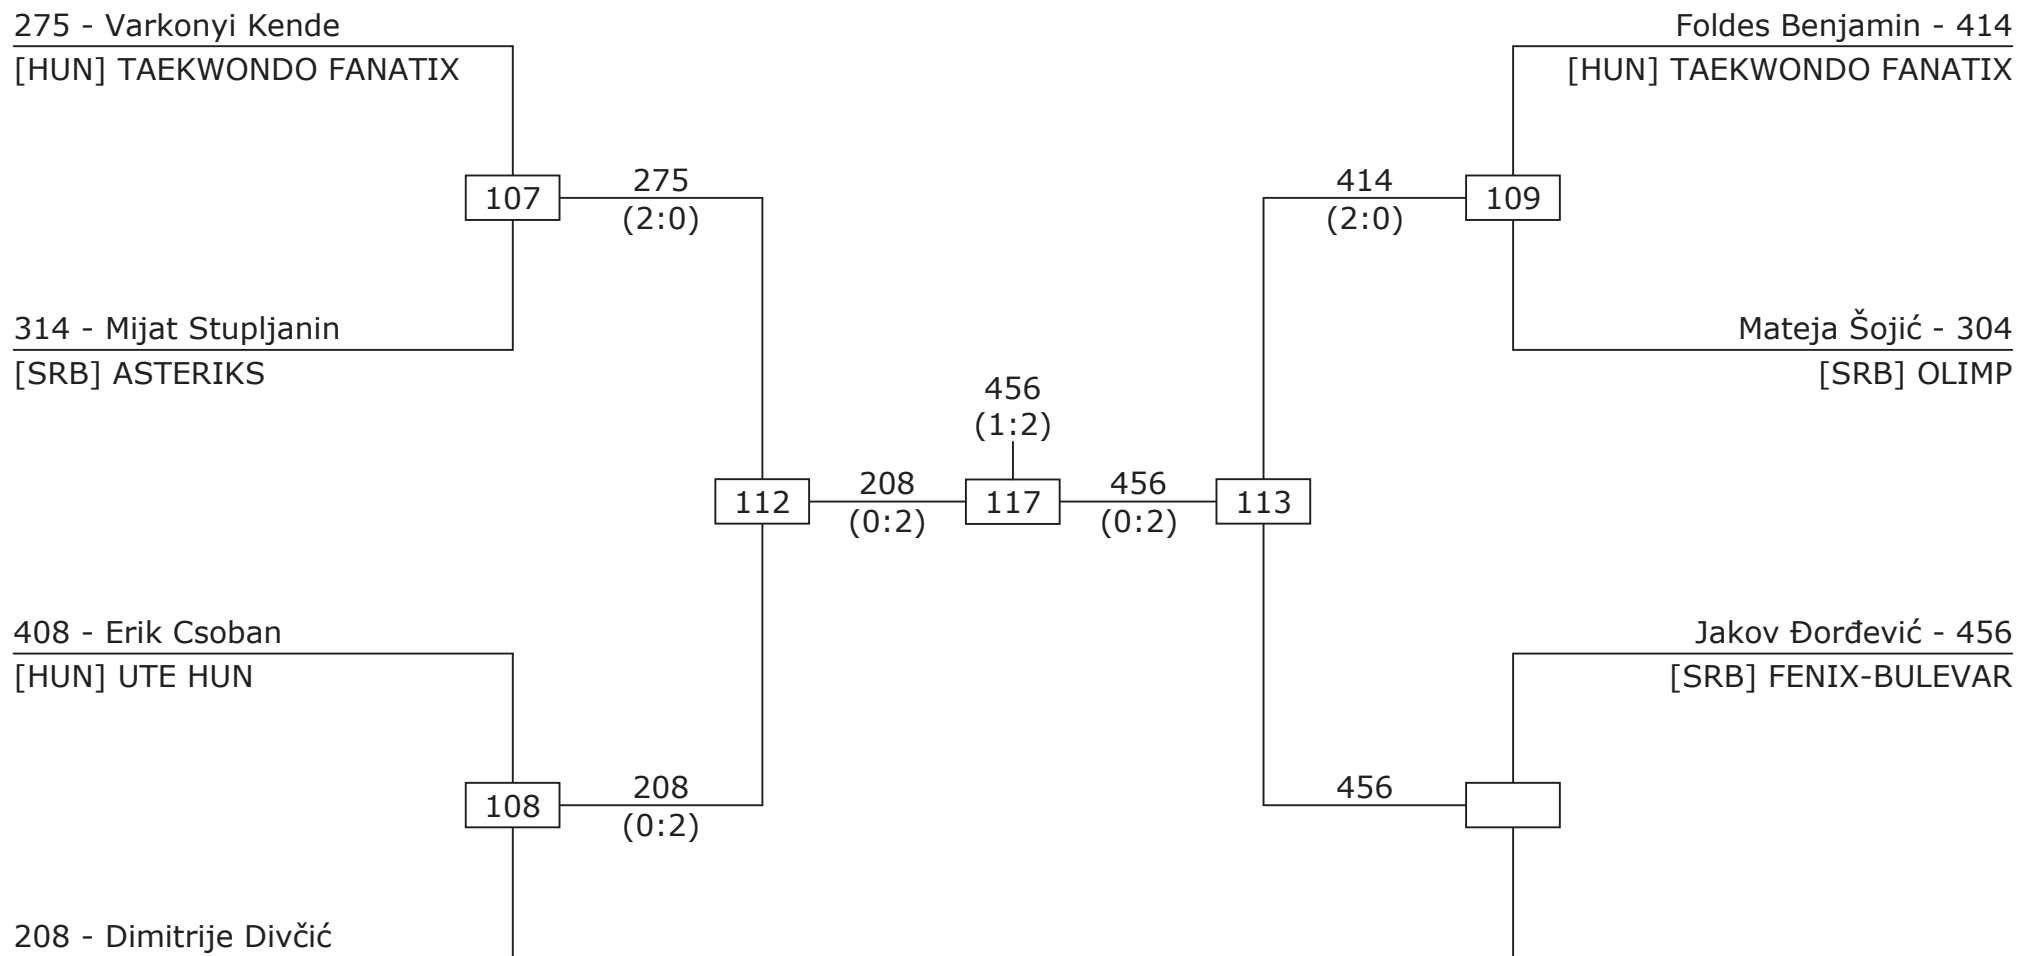 275 - Varkonyi Kende
[HUN] TAEKWONDO FANATIX
Foldes Benjamin - 414
[HUN] TAEKWONDO FANATIX
107
275
(2:0)
414
(2:0)
109
314 - Mijat Stupljanin
[SRB] ASTERIKS
Mateja Šojić - 304
[SRB] OLIMP
456
(1:2)
112
208
(0:2)
117
456
(0:2)
113
408 - Erik Csoban
[HUN] UTE HUN
Jakov Đorđević - 456
[SRB] FENIX-BULEVAR
108
208
(0:2)
456
208 - Dimitrije Divčić